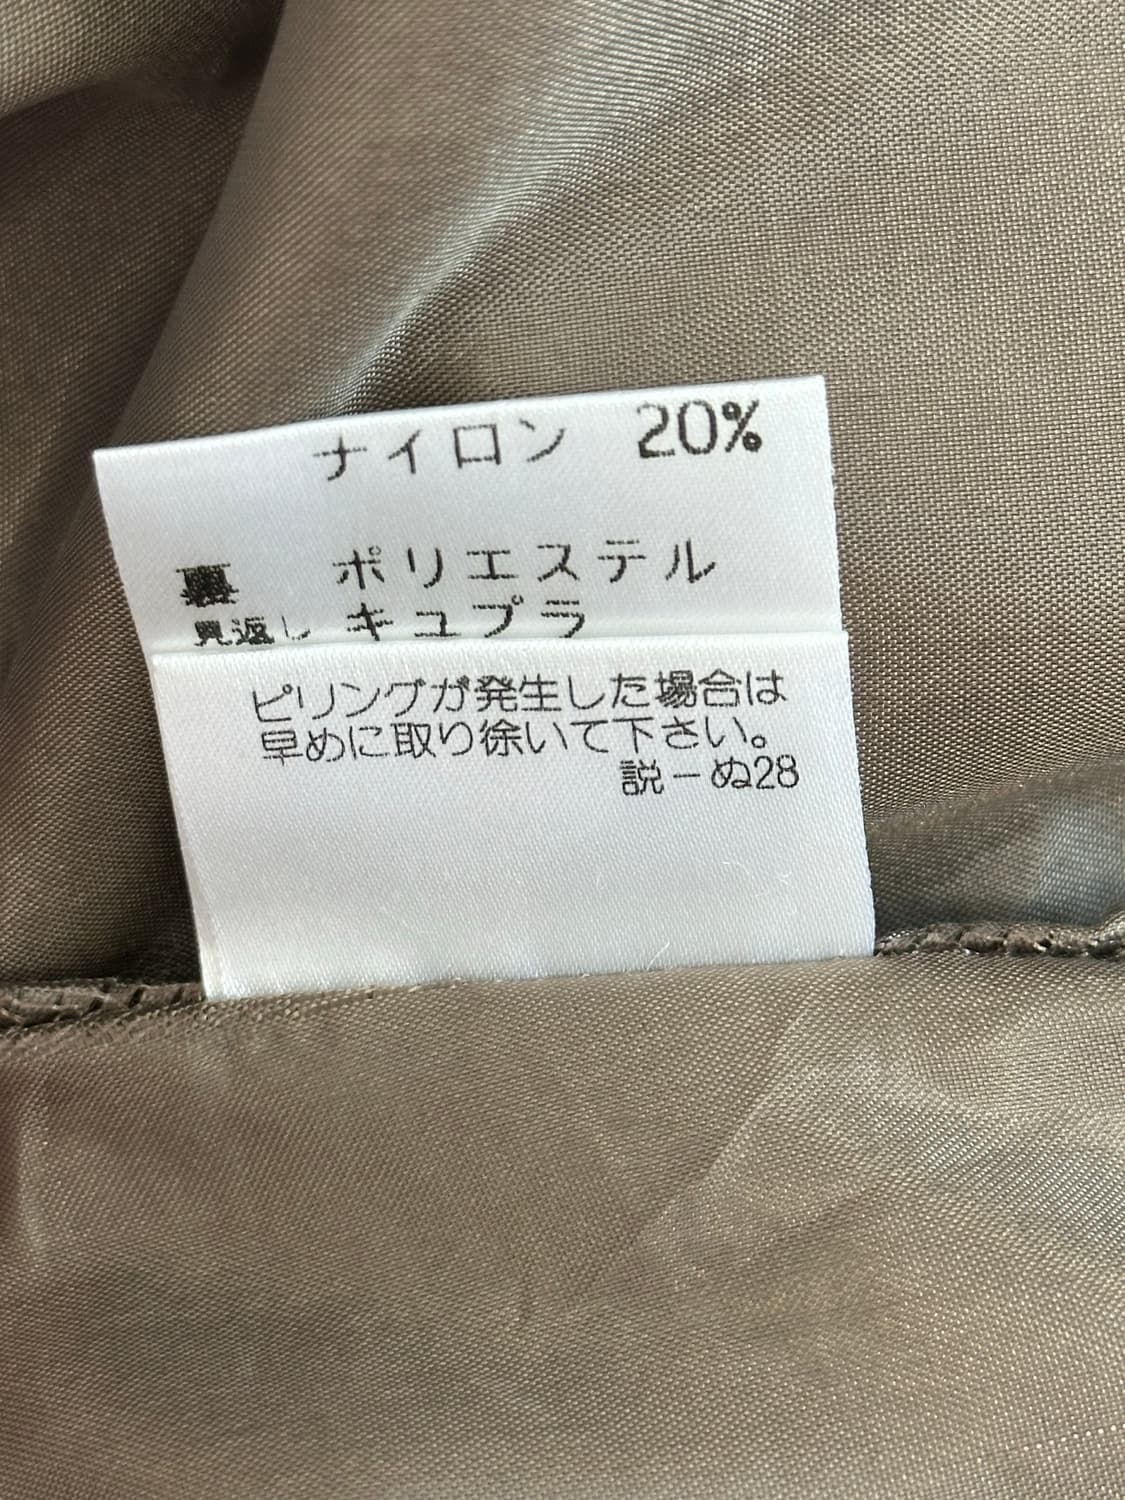 ナイロン 20%
裏 ポリエステル
見返し キュプラ
ピリングが発生した場合は
早めに取り除いて下さい。
説ーぬ28